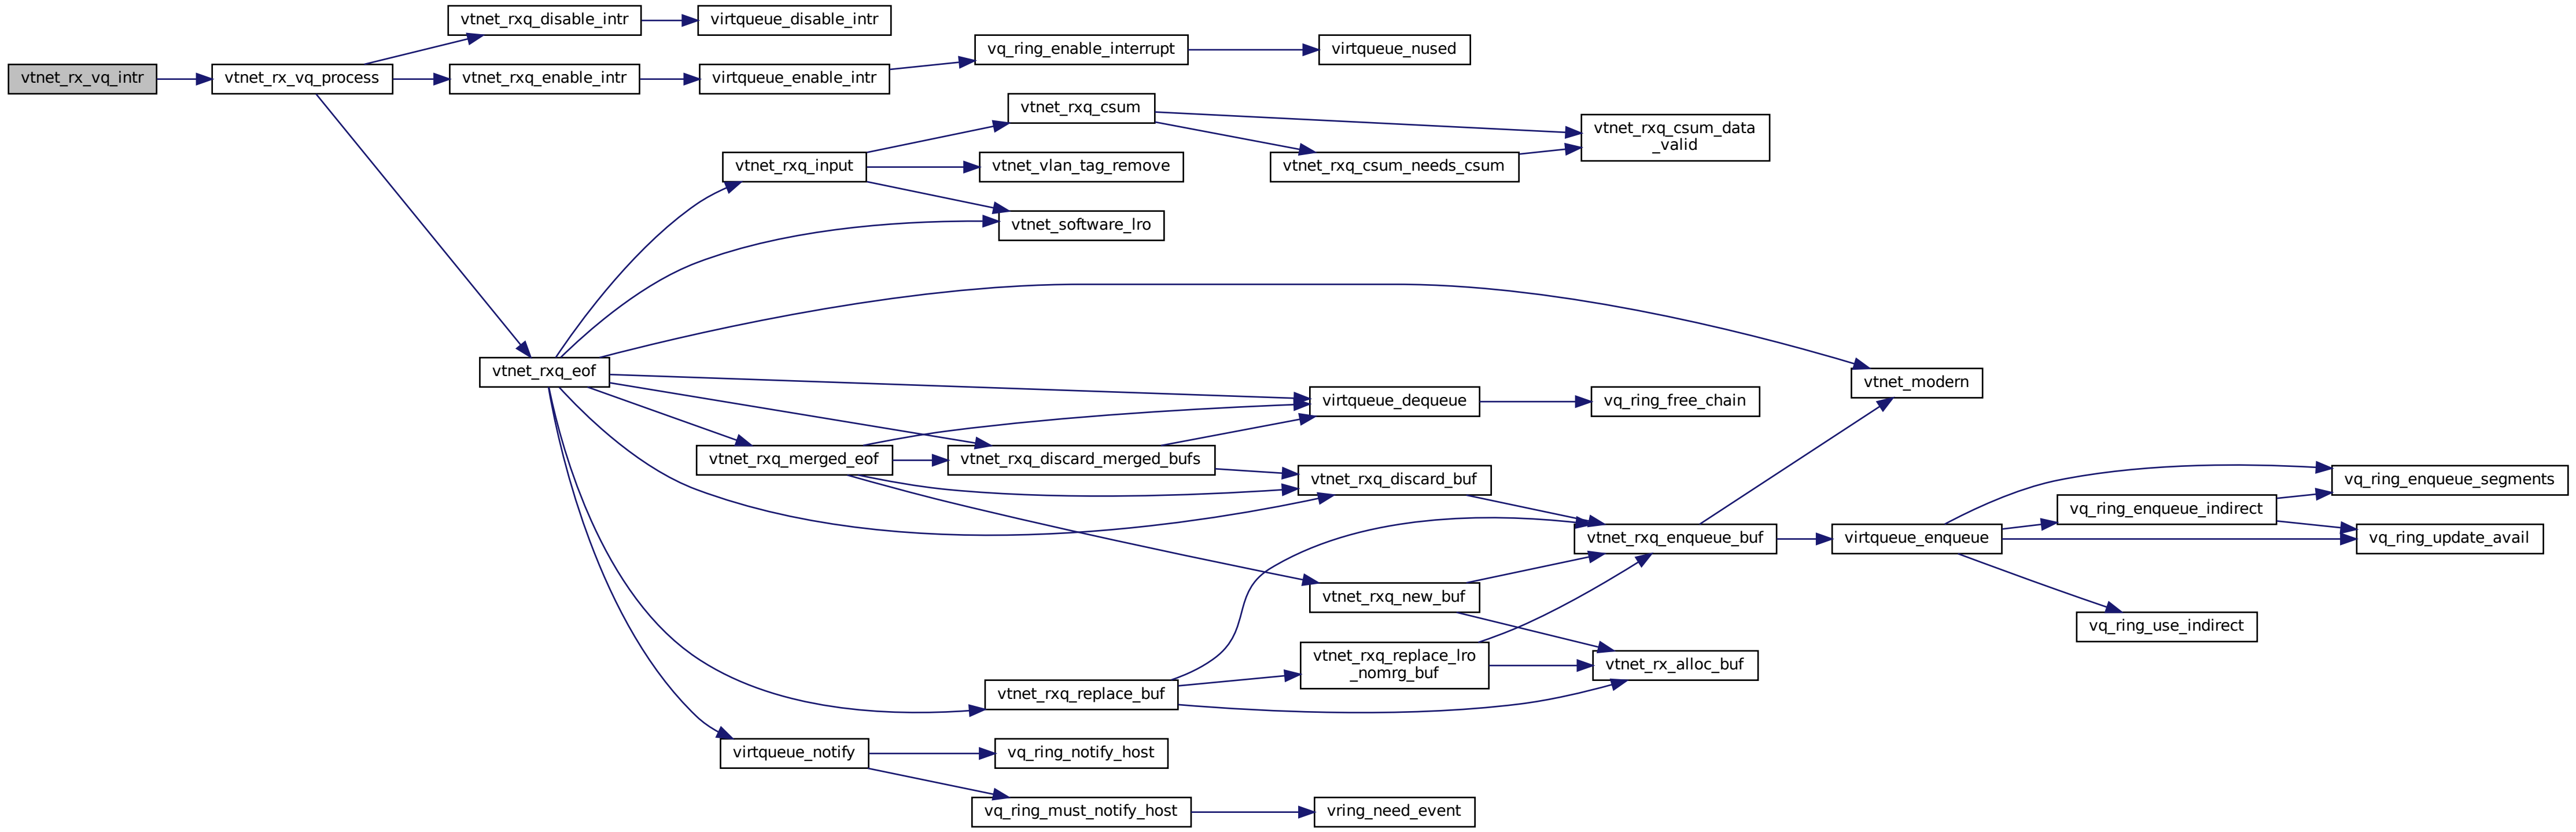 vtnet_rxq_disable_intr
virtqueue_disable_intr
vq_ring_enable_interrupt
virtqueue_nused
vtnet_rx_vq_intr
vtnet_rx_vq_process
vtnet_rxq_enable_intr
virtqueue_enable_intr
vtnet_rxq_csum
vtnet_rxq_csum_data
_valid
vtnet_rxq_input
vtnet_vlan_tag_remove
vtnet_rxq_csum_needs_csum
vtnet_software_lro
vtnet_rxq_eof
vtnet_modern
virtqueue_dequeue
vq_ring_free_chain
vtnet_rxq_merged_eof
vtnet_rxq_discard_merged_bufs
vtnet_rxq_discard_buf
vq_ring_enqueue_segments
vq_ring_enqueue_indirect
vtnet_rxq_enqueue_buf
virtqueue_enqueue
vq_ring_update_avail
vtnet_rxq_new_buf
vq_ring_use_indirect
vtnet_rxq_replace_lro
_nomrg_buf
vtnet_rx_alloc_buf
vtnet_rxq_replace_buf
virtqueue_notify
vq_ring_notify_host
vq_ring_must_notify_host
vring_need_event